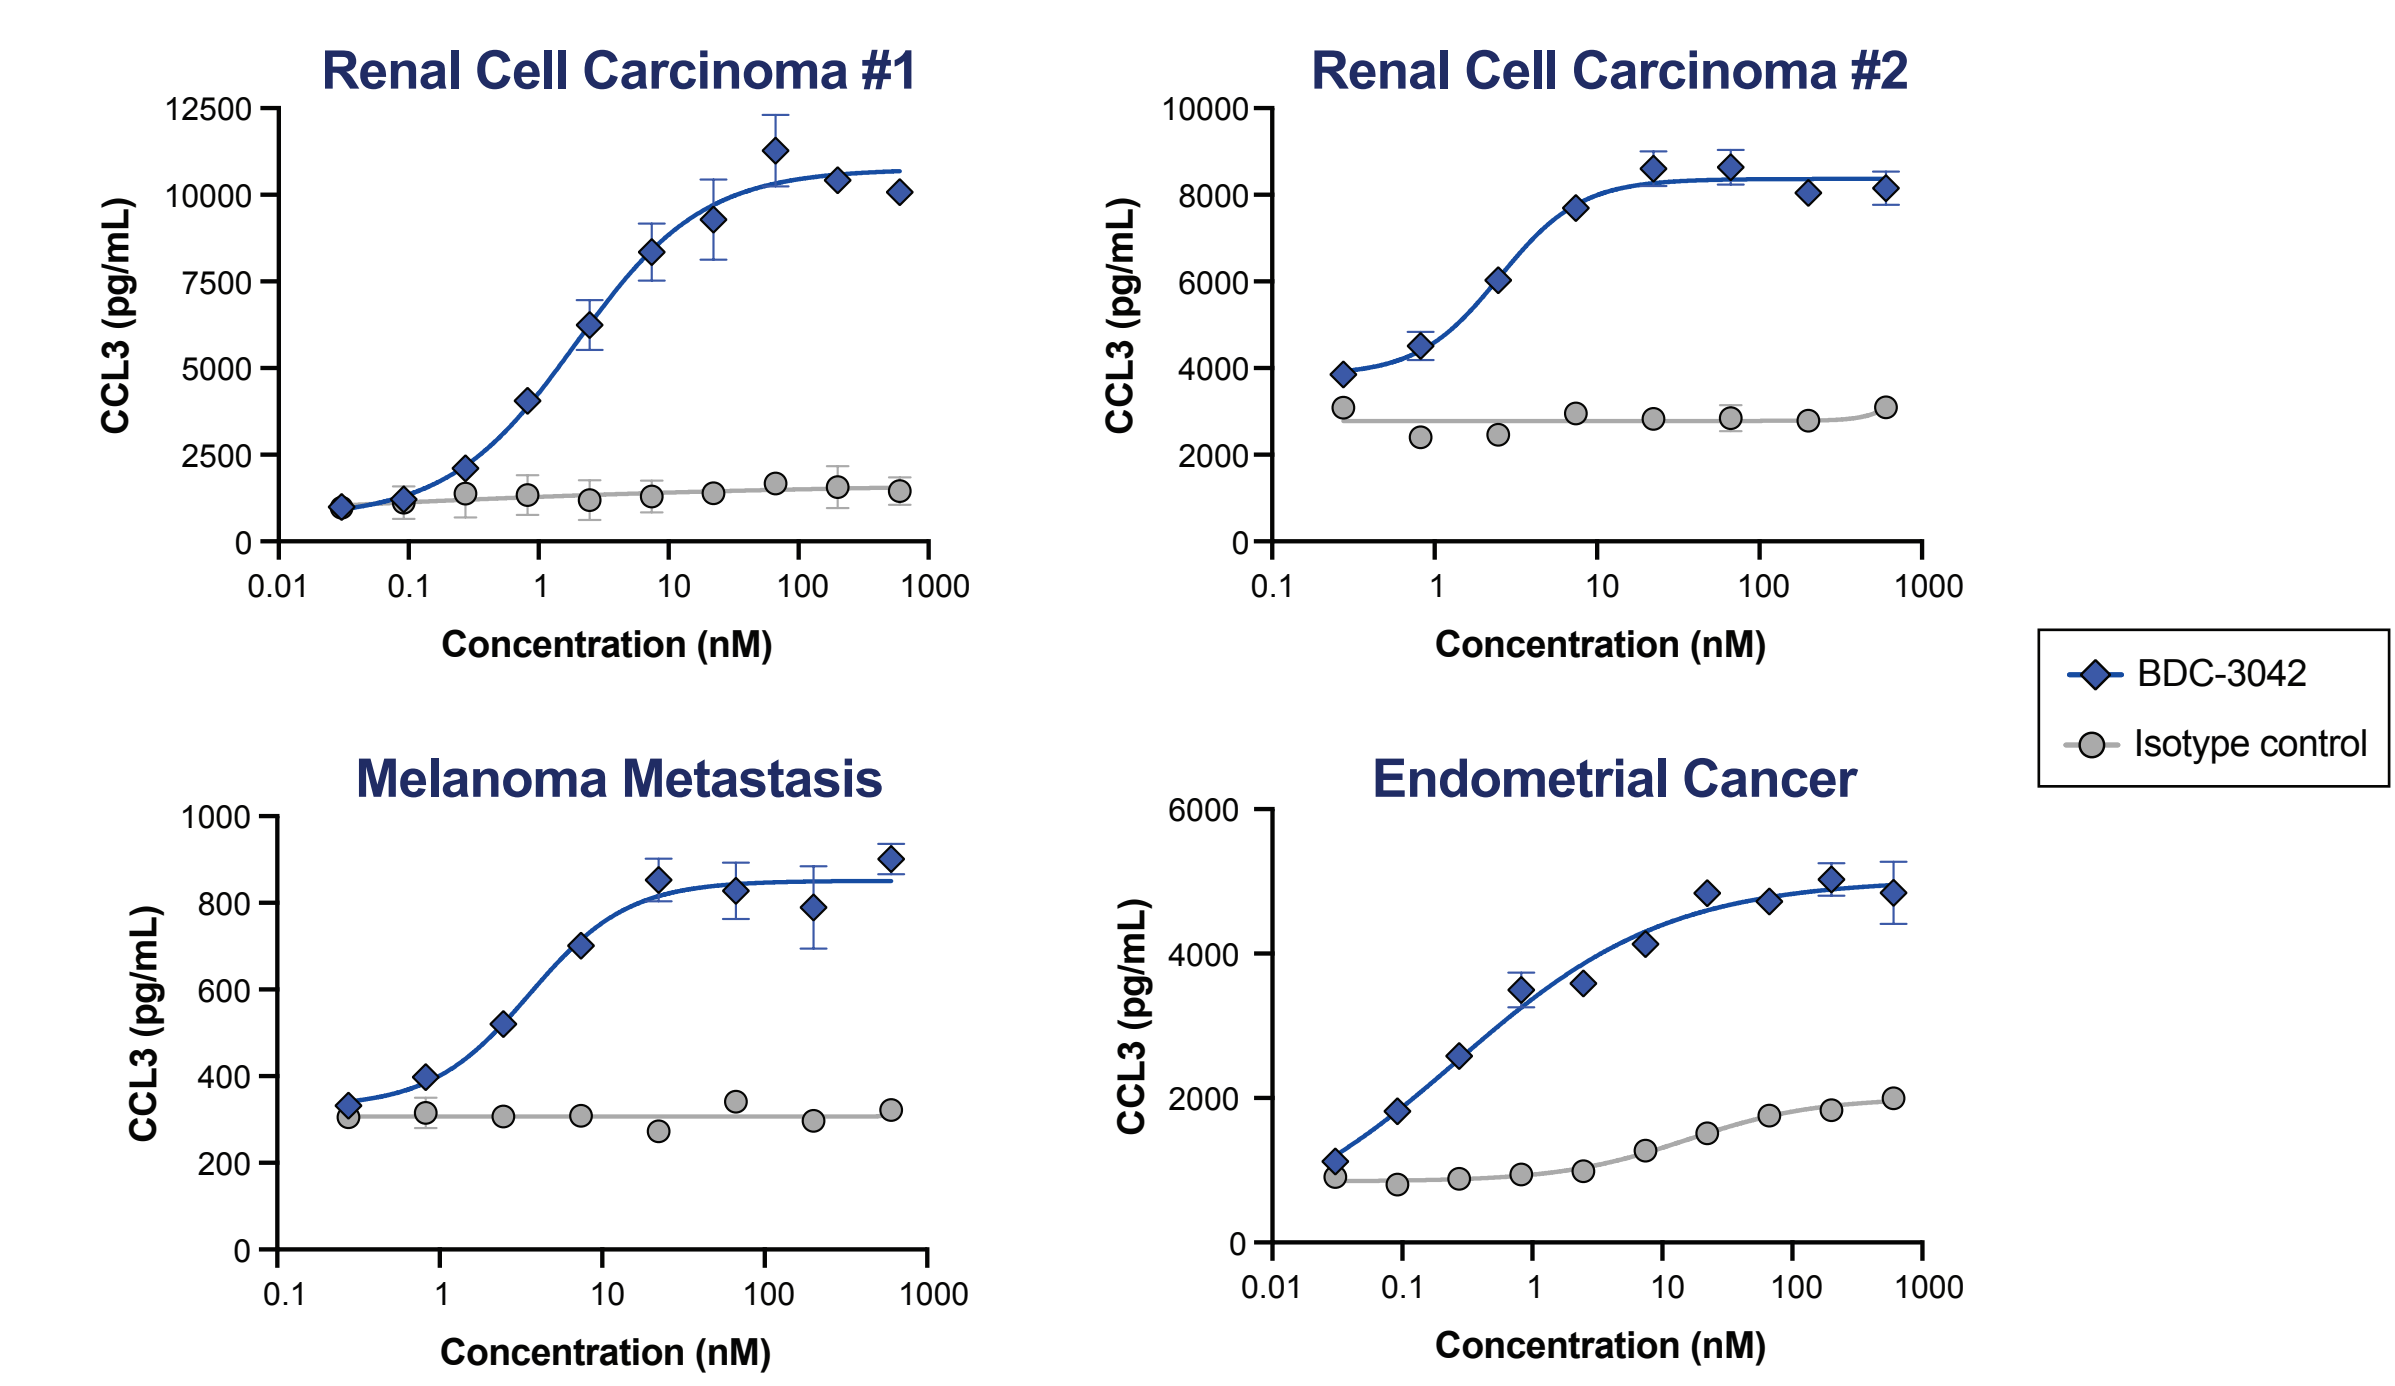 Renal Cell Carcinoma #1
12500
10000
7500
5000
2500
0
CCL3 (pg/mL)
0.01 0.1 1 10 100 1000
Concentration (nM)
Renal Cell Carcinoma #2
10000
8000
6000
4000
2000
0
CCL3 (pg/mL)
0.1 1 10 100 1000
Concentration (nM)
BDC-3042
Isotype control
Melanoma Metastasis
1000
800
600
400
200
0
CCL3 (pg/mL)
0.1 1 10 100 1000
Concentration (nM)
Endometrial Cancer
6000
4000
2000
0
CCL3 (pg/mL)
0.01 0.1 1 10 100 1000
Concentration (nM)